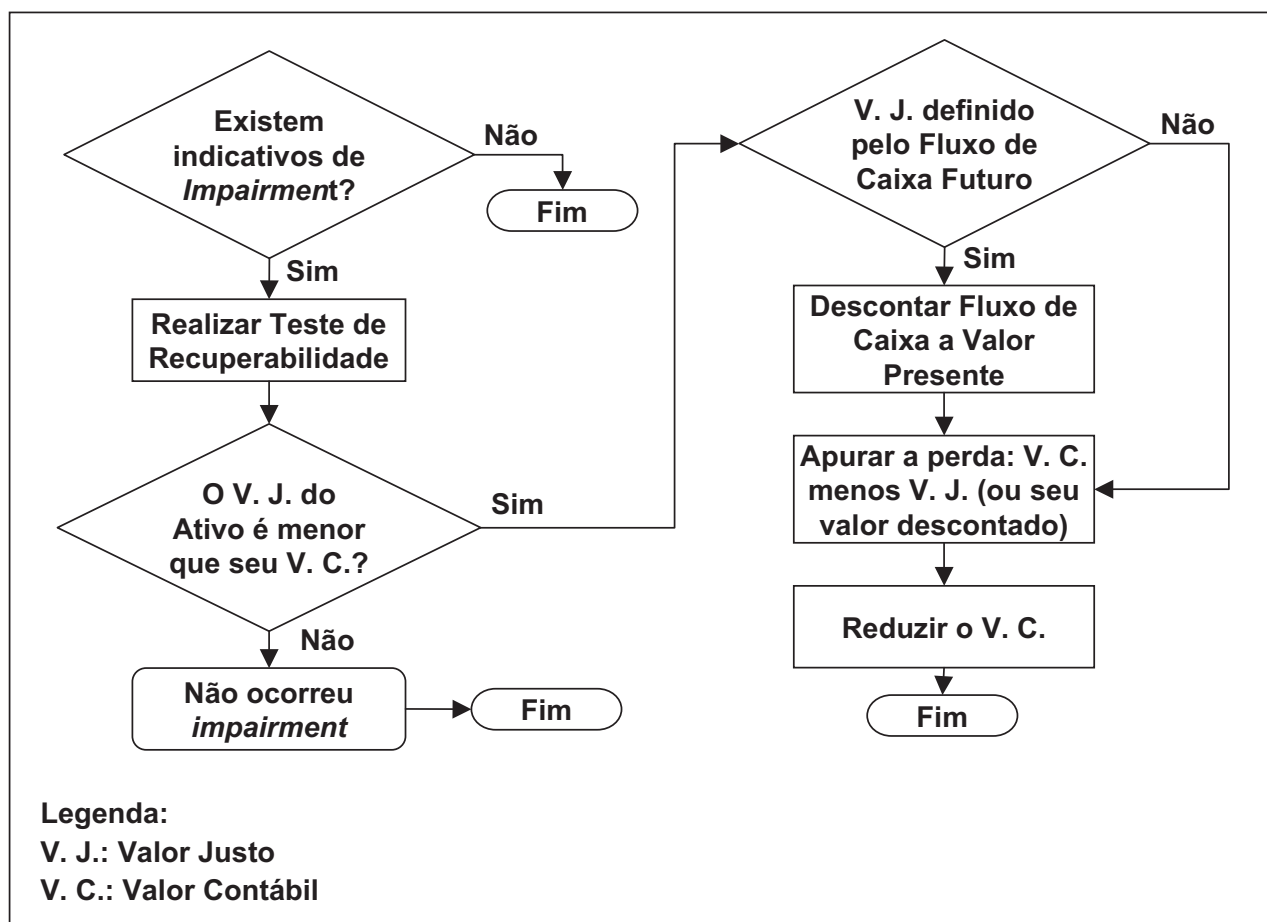 Existem
indicativos de
Impairment?
Não
Fim
Sim
Realizar Teste de
Recuperabilidade
O V. J. do
Ativo é menor
que seu V. C.?
Sim
Não
Não ocorreu
impairment
Fim
V. J. definido
pelo Fluxo de
Caixa Futuro
Não
Sim
Descontar Fluxo de
Caixa a Valor
Presente
Apurar a perda: V. C.
menos V. J. (ou seu
valor descontado)
Reduzir o V. C.
Fim
Legenda:
V. J.: Valor Justo
V. C.: Valor Contábil